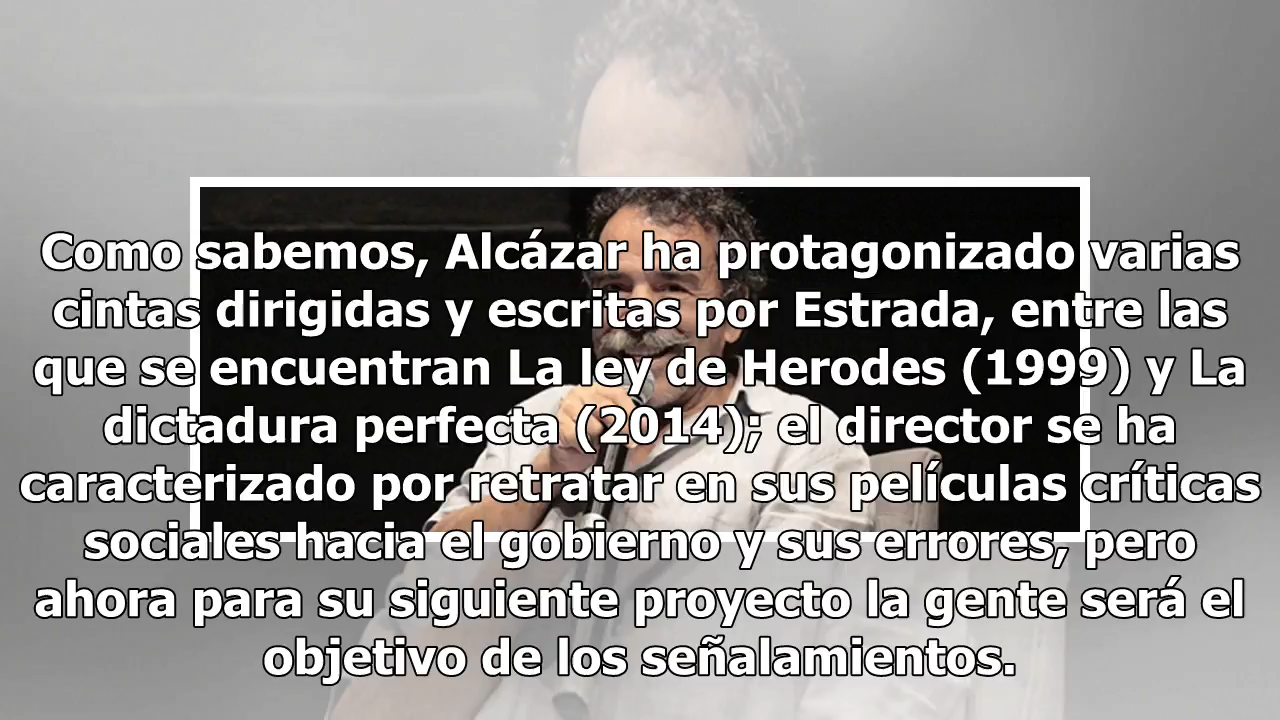 Como sabemos, Alcázar ha protagonizado varias
cintas dirigidas y escritas por Estrada, entre las
que se encuentran La ley de Herodes (1999) y La
dictadura perfecta (2014); el director se ha
caracterizado por retratar en sus películas críticas
sociales hacia el gobierno y sus errores, pero
ahora para su siguiente proyecto la gente será el
objetivo de los señalamientos.